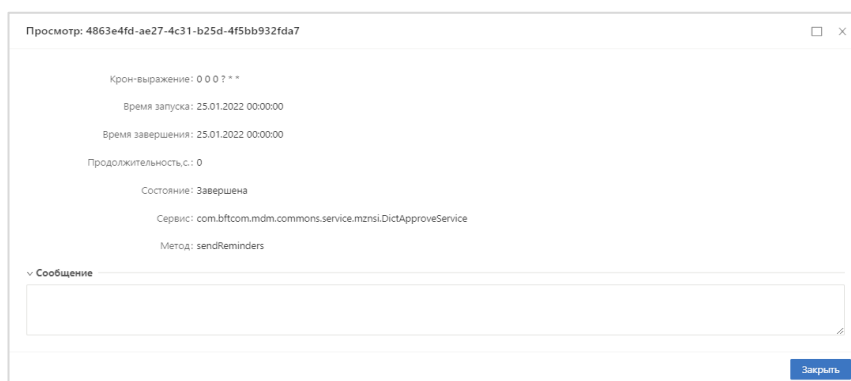 Просмотр: 4863e4fd-ae27-4c31-b25d-4f5bb932fda7
Крон-выражение: 0 0 0 ? * *
Время запуска: 25.01.2022 00:00:00
Время завершения: 25.01.2022 00:00:00
Продолжительность,с.: 0
Состояние: Завершена
Сервис: com.bftcom.mdm.commons.service.mznsi.DictApproveService
Метод: sendReminders
Сообщение
Закрыть